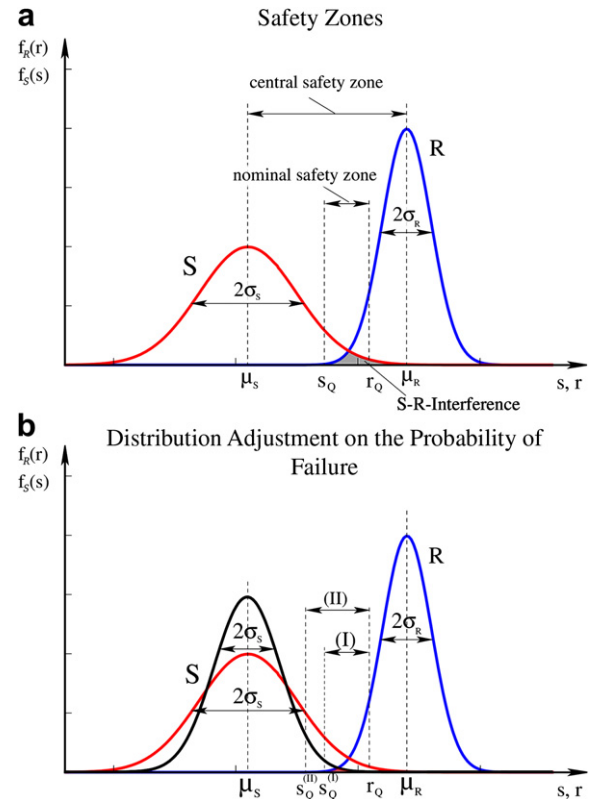 a
Safety Zones
f_R(r)
f_S(s)
central safety zone
R
nominal safety zone
2σ_R
S
2σ_S
μ_S
s_Q
r_Q
μ_R
s, r
S-R-Interference
b
Distribution Adjustment on the Probability of
Failure
f_R(r)
f_S(s)
R
(II)
2σ_S
(I)
2σ_R
S
2σ_S
μ_S
s_Q^(II)
s_Q^(I)
r_Q
μ_R
s, r